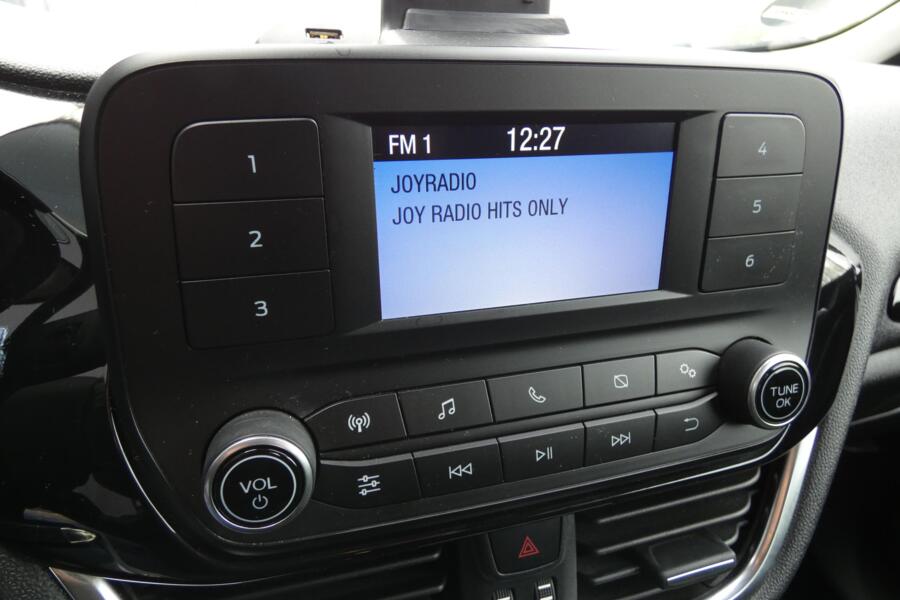 FM 1 12:27
JOYRADIO
JOY RADIO HITS ONLY
1
2
3
4
5
6
VOL
TUNE
OK